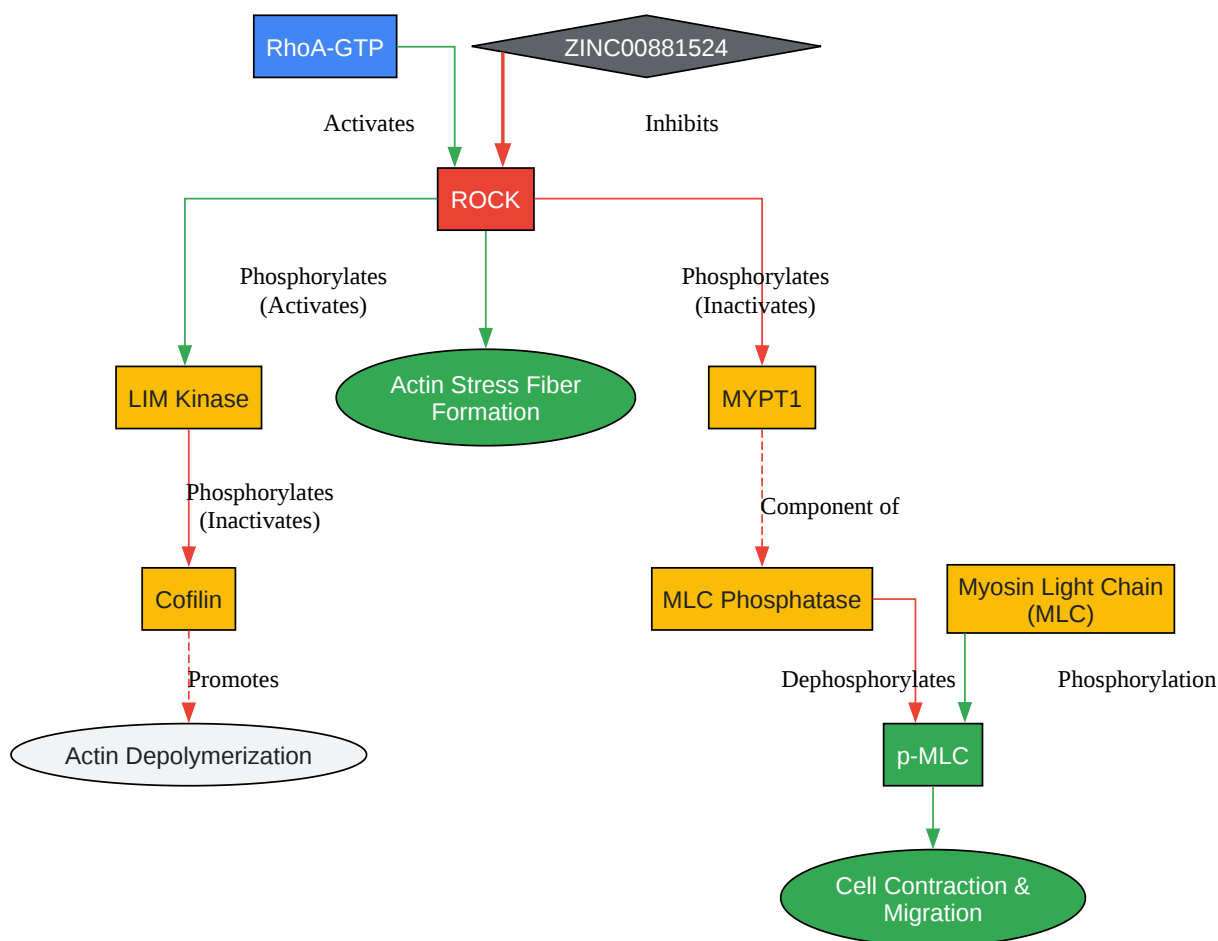 RhoA-GTP
ZINC00881524
Activates
Inhibits
ROCK
Phosphorylates
(Activates)
Phosphorylates
(Inactivates)
LIM Kinase
Actin Stress Fiber
Formation
MYPT1
Phosphorylates
(Inactivates)
Component of
Cofilin
MLC Phosphatase
Myosin Light Chain
(MLC)
Promotes
Dephosphorylates
Phosphorylation
Actin Depolymerization
p-MLC
Cell Contraction &
Migration